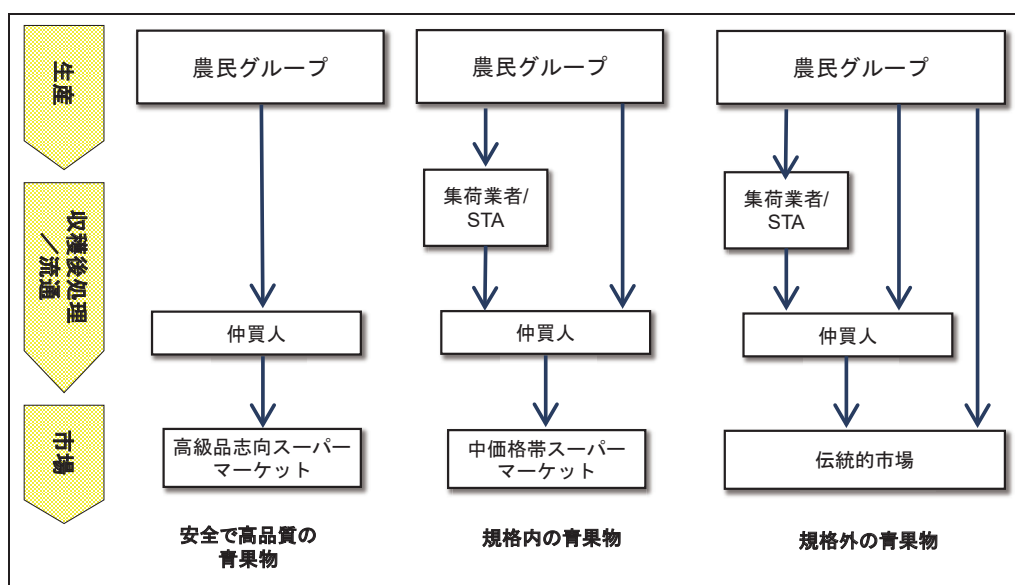 生産
農民グループ
農民グループ
農民グループ
収穫後処理
／流通
集荷業者/
STA
集荷業者/
STA
仲買人
仲買人
仲買人
市場
高級品志向スーパー
マーケット
中価格帯スーパー
マーケット
伝統的市場
安全で高品質の
青果物
規格内の青果物
規格外の青果物